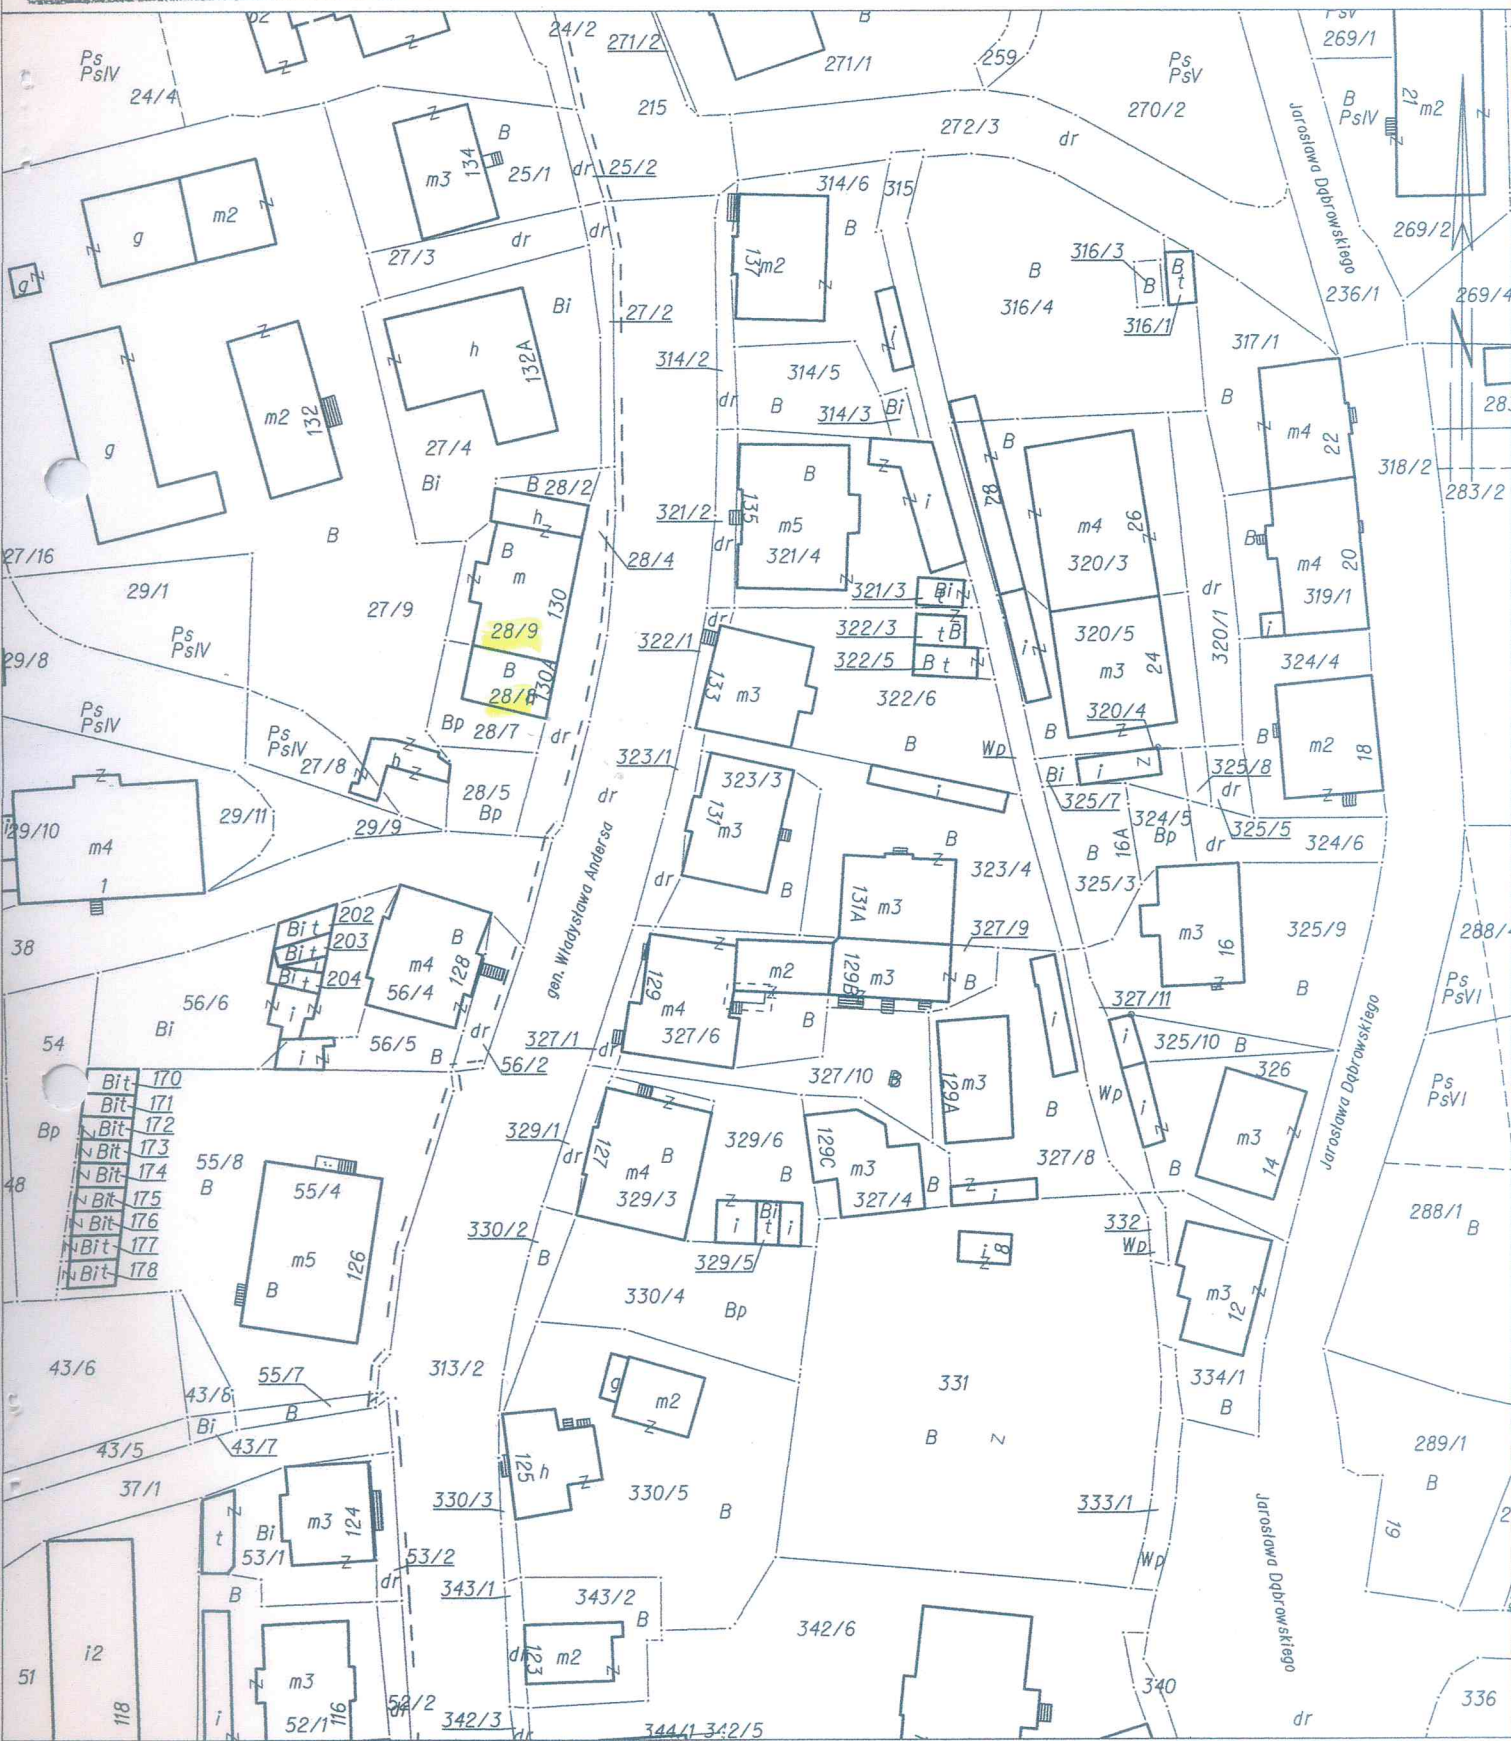 Ps
PsIV
24/4
Z
Z
24/2
271/2
B
271/1
259
Ps
PsV
270/2
269/1
B
PsIV
21
m2
Z
215
272/3
dr
Jarosława Dąbrowskiego
Z
B
134
m3
25/1
dr
25/2
314/6
315
B
g
m2
Z
Z
27/3
dr
dr
137
m2
Z
B
316/4
316/3
B
B
t
316/1
236/1
269/2
269/4
g
Z
Bi
27/2
h
132A
Z
314/2
dr
314/5
B
314/3
Bi
i
Z
317/1
B
Z
m2
132
g
Z
27/4
Bi
B
m4
22
Z
318/2
283/2
B
28/2
h
Z
B
m
130
Z
28/9
B
28/8
130A
28/4
321/2
dr
135
B
m5
321/4
Z
Z
Z
i
82
Z
m4
26
Z
320/3
dr
320/1
B
m4
20
319/1
i
27/16
29/1
27/9
B
Ps
PsIV
29/8
321/3
Bi
t
Z
dr
322/1
322/3
t
B
Z
322/5
B
t
Z
133
m3
322/6
B
i
Z
320/5
m3
24
320/4
Z
324/4
B
m2
18
Z
Ps
PsIV
Ps
PsIV
27/8
Z
h
Z
Bp
28/7
dr
28/5
Bp
323/1
dr
323/3
131
m3
Wp
Bi
i
Z
325/7
325/8
dr
324/5
Bp
325/5
dr
324/6
29/10
m4
1
Z
29/11
29/9
gen. Władysława Andersa
i
B
323/4
B
16A
325/3
m3
16
Z
325/9
B
38
Bi t
202
Bi t
203
Bi t
204
Z
i
i
Z
B
m4
128
56/4
Z
dr
56/2
56/5
B
56/6
Bi
54
dr
B
131A
m3
Z
129
m4
327/6
Z
m2
129B
m3
Z
327/9
B
i
327/11
327/1
dr
B
325/10
B
326
288/4
Ps
PsVI
Ps
PsVI
Bit
170
Bit
171
Bit
172
Bit
173
Bit
174
Bit
175
Bit
176
Bit
177
Bit
178
Bp
48
55/8
B
55/4
m5
126
B
329/1
dr
127
Z
m4
B
329/3
329/6
B
327/10
B
129A
m3
B
129C
m3
327/4
B
327/8
Z
i
Wp
i
i
Z
B
m3
14
Z
Jarosława Dąbrowskiego
288/1
B
330/2
B
Z
i
Bi
t
i
329/5
330/4
Bp
i
8
Z
332
Wp
m3
12
Z
43/6
43/8
55/7
B
Bi
43/7
43/5
37/1
313/2
g
m2
Z
331
B
Z
334/1
B
289/1
B
19
125
h
Z
330/3
330/5
B
333/1
Wp
Jarosława Dąbrowskiego
t
Z
Bi
53/1
m3
124
Z
53/2
dr
343/1
343/2
B
B
i2
118
51
i
Z
m3
116
Z
52/1
52/2
dr
dr
123
m2
Z
342/3
dr
344/1
342/5
342/6
340
dr
336